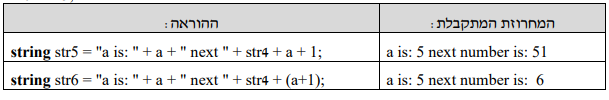 ההוראה: המחרוזת המתקבלת:
string str5 = "a is: " + a + " next " + str4 + a + 1; a is: 5 next number is: 51
string str6 = "a is: " + a + " next " + str4 + (a+1); a is: 5 next number is:  6